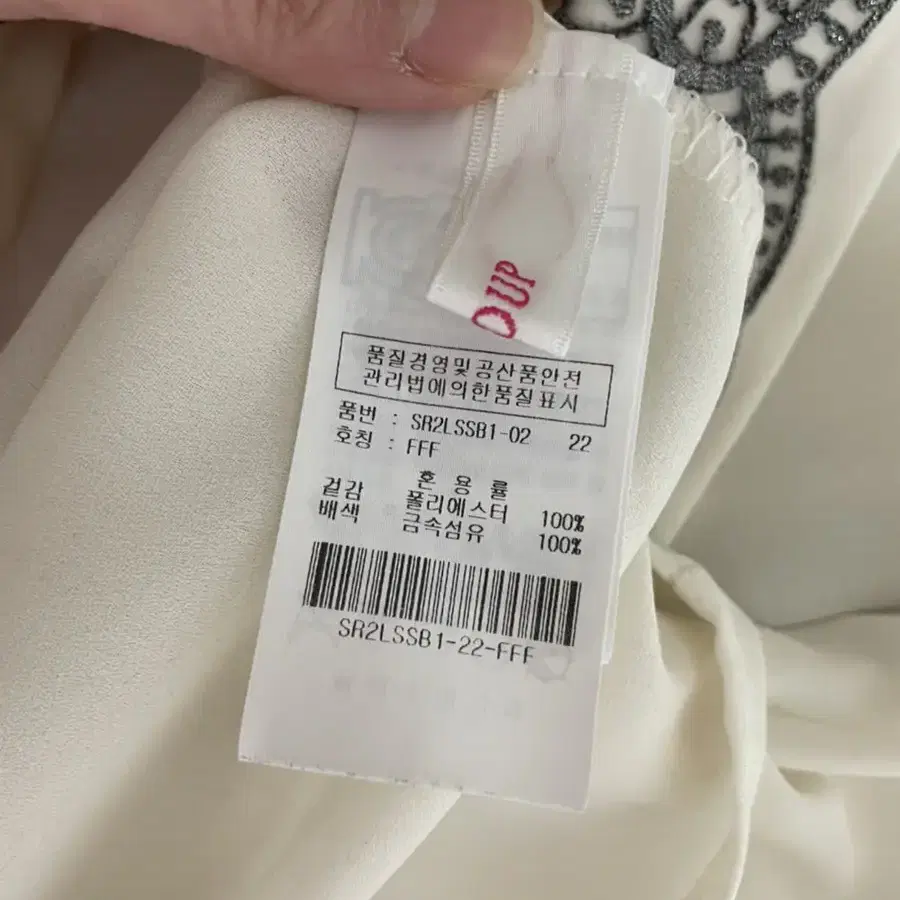 UP
품질경영및공산품안전
관리법에의한품질표시
품번 : SR2LSSB1-02 22
호칭 : FFF
혼 용 률
겉감 폴리에스터 100%
배색 금속섬유 100%
SR2LSSB1-22-FFF